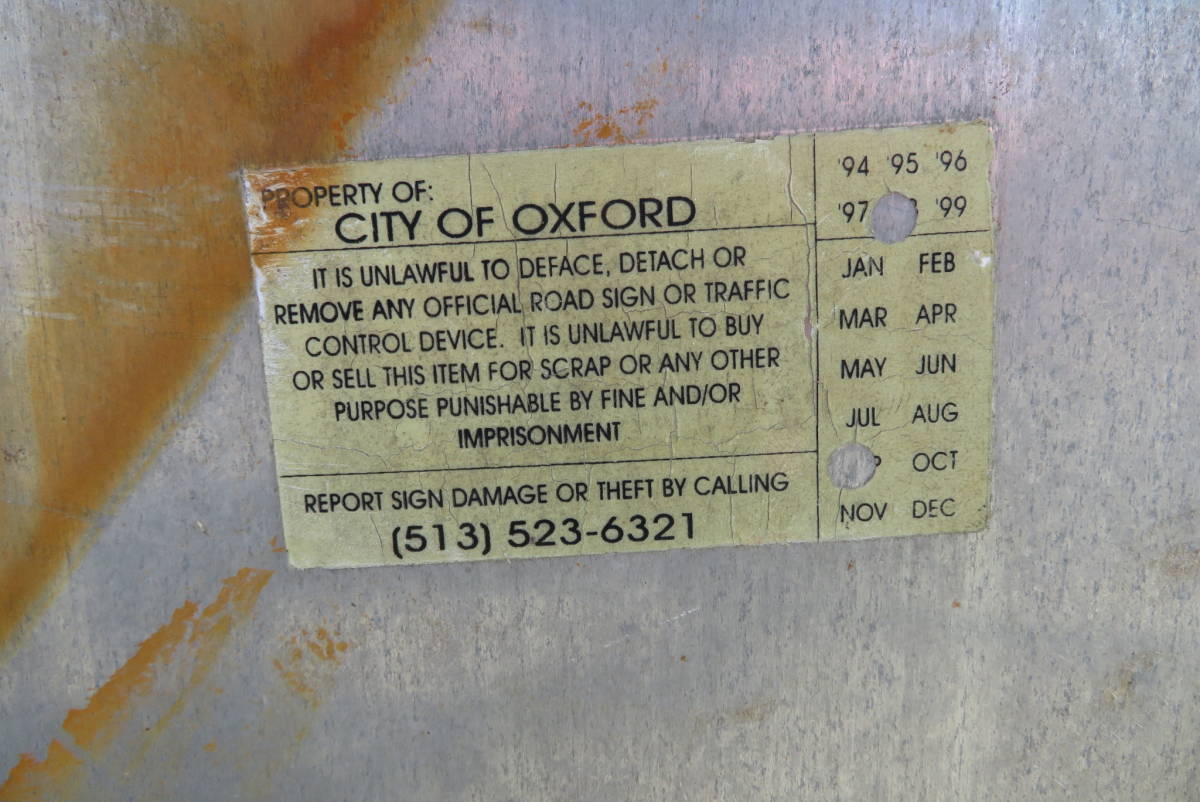 PROPERTY OF:
CITY OF OXFORD
IT IS UNLAWFUL TO DEFACE, DETACH OR
REMOVE ANY OFFICIAL ROAD SIGN OR TRAFFIC
CONTROL DEVICE. IT IS UNLAWFUL TO BUY
OR SELL THIS ITEM FOR SCRAP OR ANY OTHER
PURPOSE PUNISHABLE BY FINE AND/OR
IMPRISONMENT
REPORT SIGN DAMAGE OR THEFT BY CALLING
(513) 523-6321
'94 '95 '96
'97 '99
JAN FEB
MAR APR
MAY JUN
JUL AUG
OCT
NOV DEC